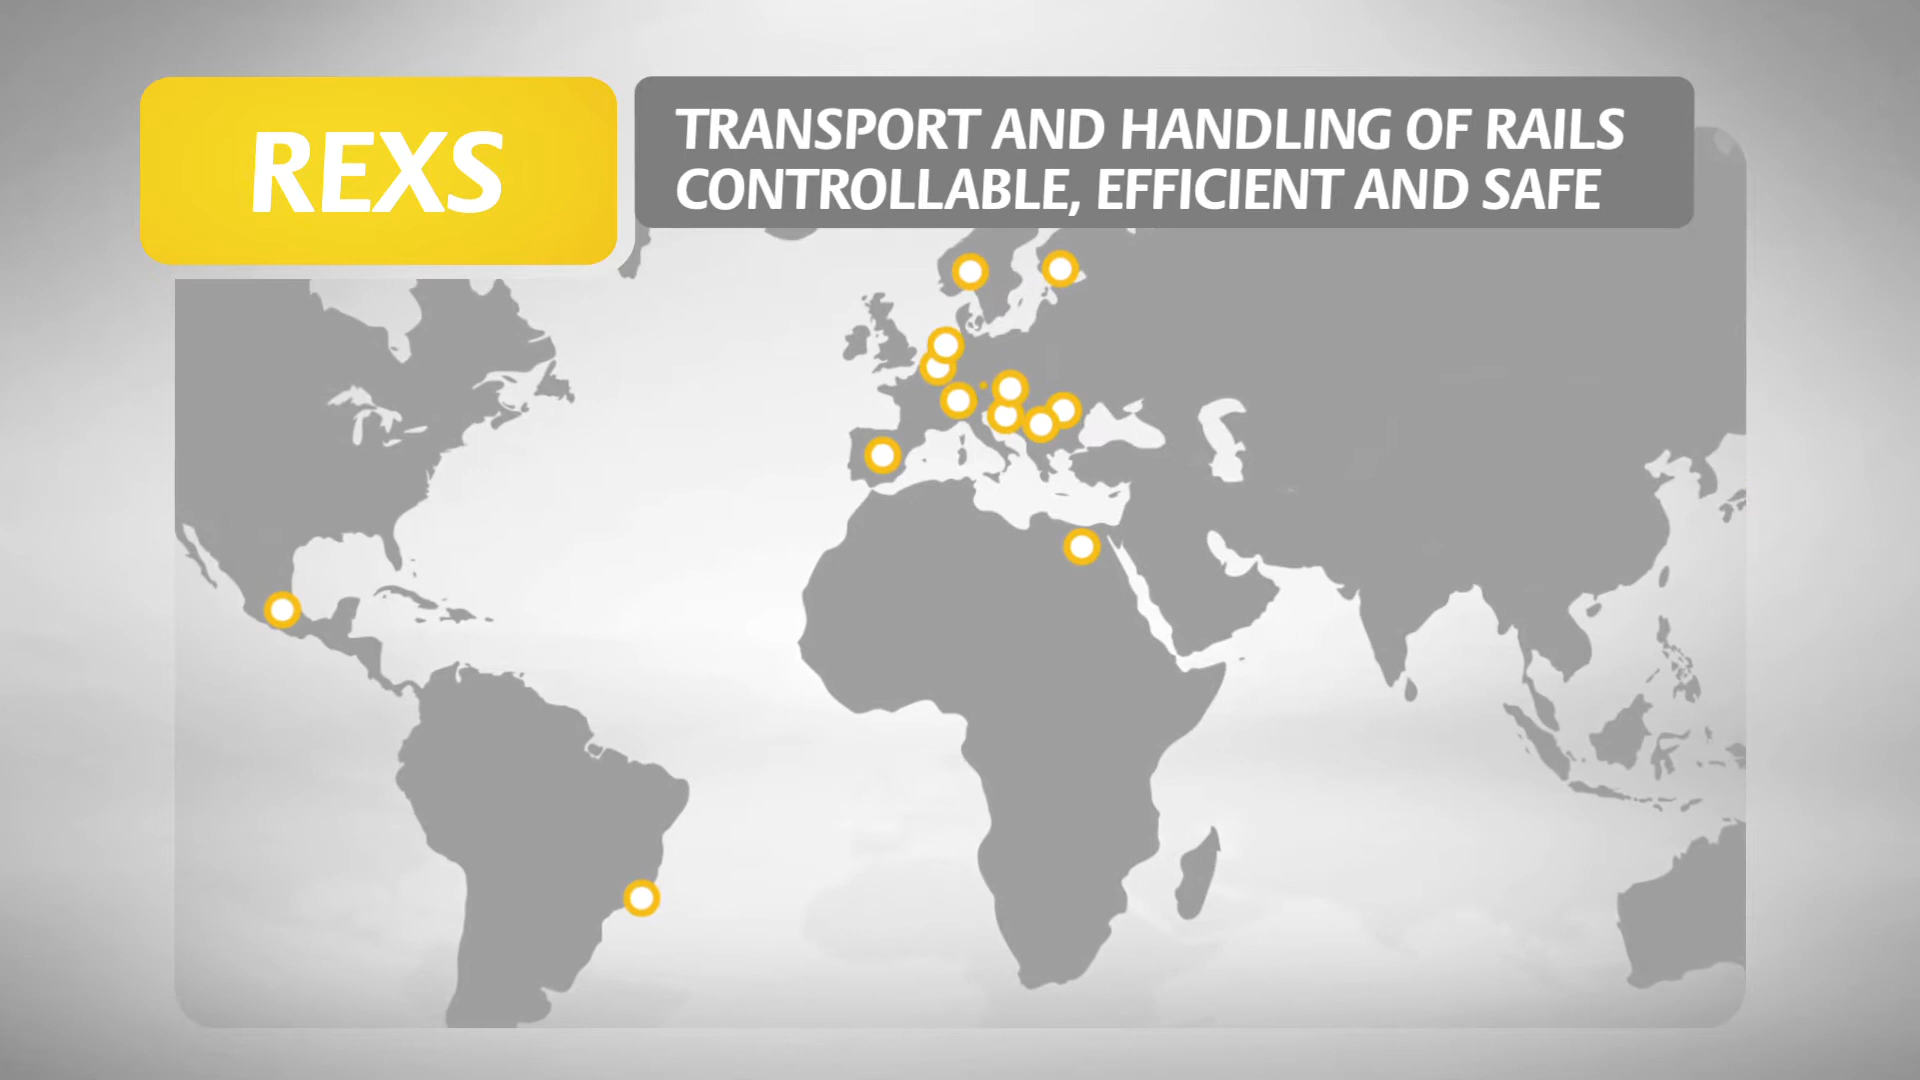 REXS
TRANSPORT AND HANDLING OF RAILS
CONTROLLABLE, EFFICIENT AND SAFE